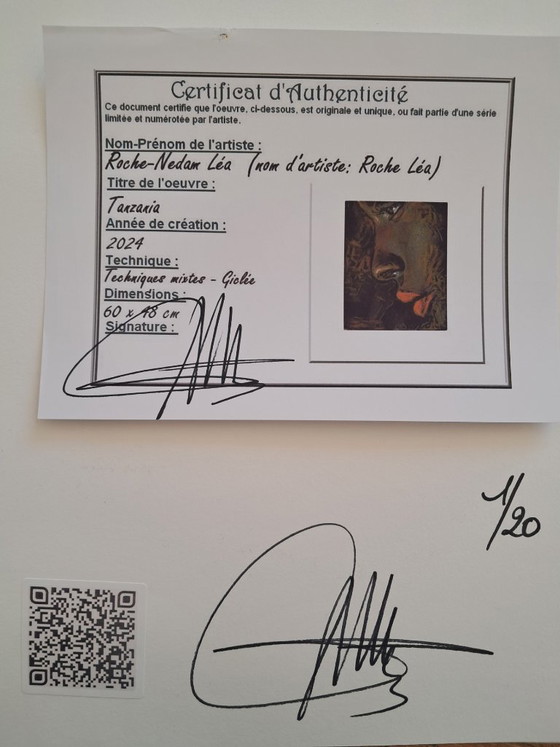 Certificat d'Authenticité
Ce document certifie que l'oeuvre, ci-dessous, est originale et unique, ou fait partie d'une série
limitée et numérotée par l'artiste.
Nom-Prénom de l'artiste :
Roche-Nedam Léa (nom d'artiste: Roche Léa)
Titre de l'oeuvre :
Tanzania
Année de création :
2024
Technique :
Techniques mixtes - Giclée
Dimensions :
60 x 48 cm
Signature :
1/20